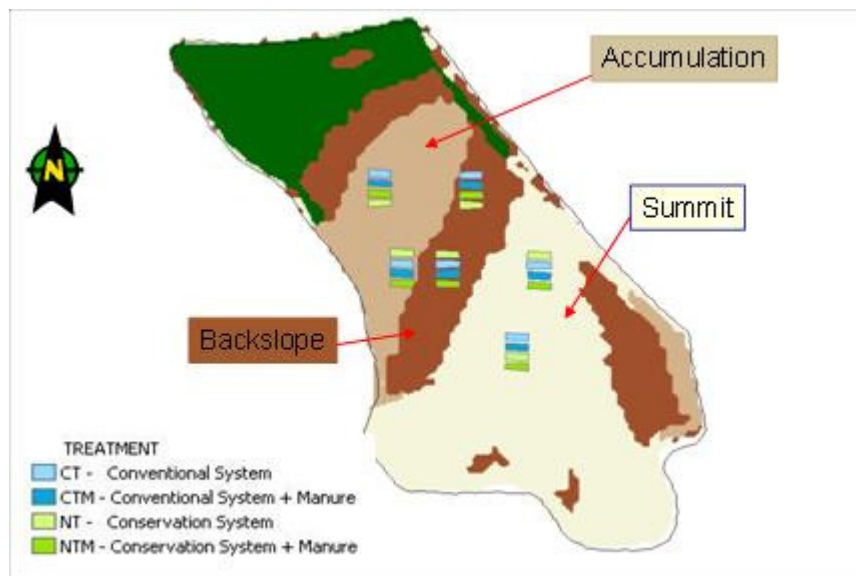 Accumulation
N
Summit
Backslope
TREATMENT
CT - Conventional System
CTM - Conventional System + Manure
NT - Conservation System
NTM - Conservation System + Manure